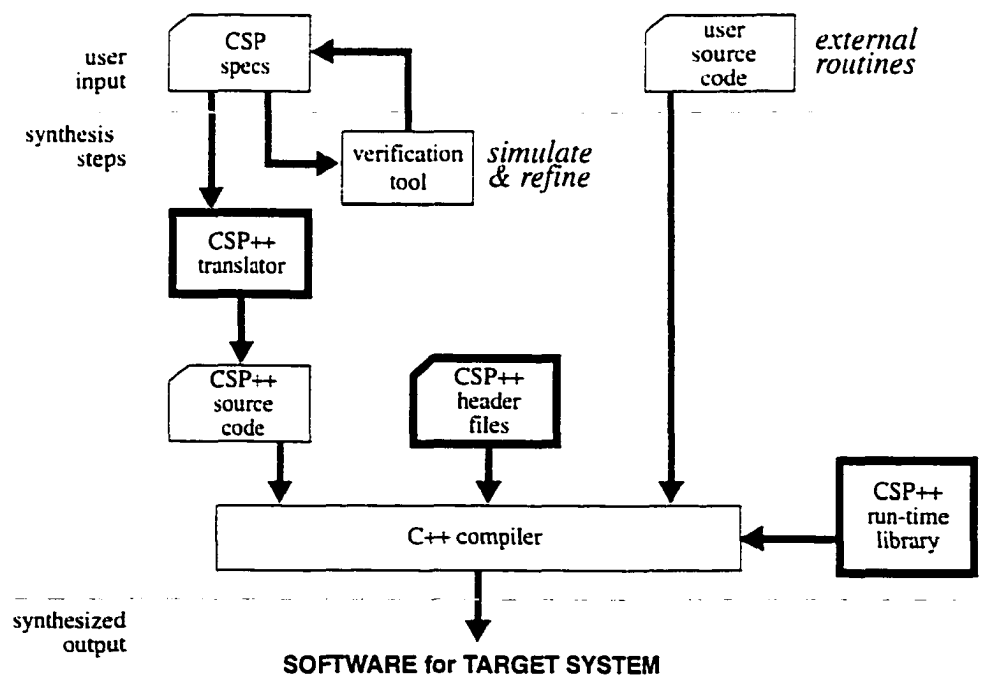 user
input
CSP
specs
user
source
code
external
routines
synthesis
steps
verification
tool
simulate
& refine
CSP++
translator
CSP++
source
code
CSP++
header
files
CSP++
run-time
library
C++ compiler
synthesized
output
SOFTWARE for TARGET SYSTEM